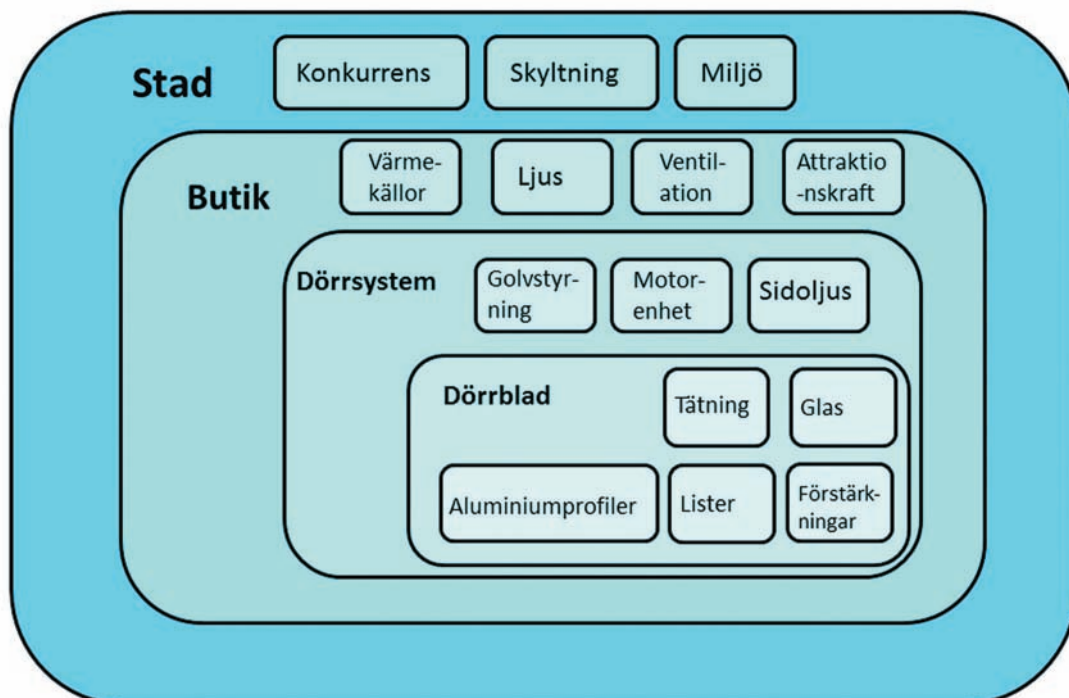 Stad
Konkurrens
Skyltning
Miljö
Butik
Värme-
källor
Ljus
Ventil-
ation
Attraktio
-nskraft
Dörrsystem
Golvstyr-
ning
Motor-
enhet
Sidoljus
Dörrblad
Tätning
Glas
Aluminiumprofiler
Lister
Förstärk-
ningar